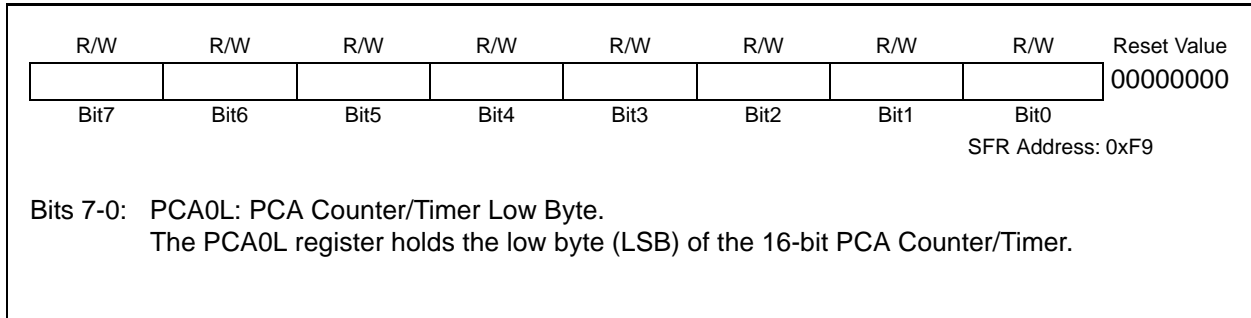 R/W R/W R/W R/W R/W R/W R/W R/W Reset Value
00000000
Bit7 Bit6 Bit5 Bit4 Bit3 Bit2 Bit1 Bit0
SFR Address: 0xF9
Bits 7-0: PCA0L: PCA Counter/Timer Low Byte.
The PCA0L register holds the low byte (LSB) of the 16-bit PCA Counter/Timer.